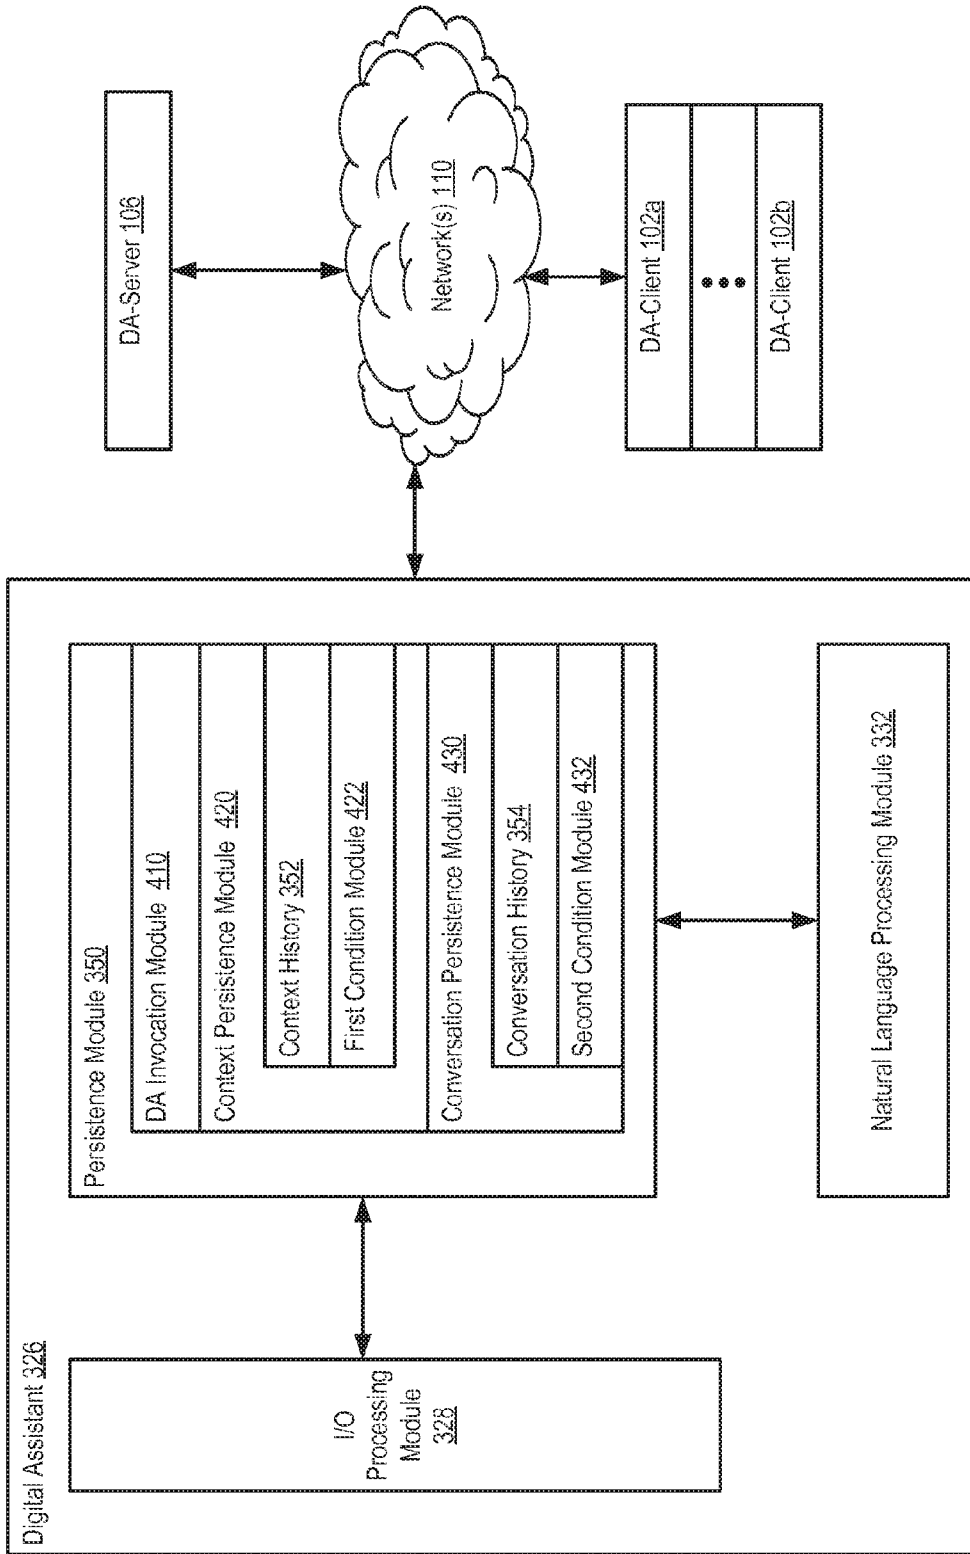 Digital Assistant 326
I/O
Processing
Module
328
Persistence Module 350
DA Invocation Module 410
Context Persistence Module 420
Context History 352
First Condition Module 422
Conversation Persistence Module 430
Conversation History 354
Second Condition Module 432
Natural Language Processing Module 332
DA-Server 106
Network(s) 110
DA-Client 102a
DA-Client 102b